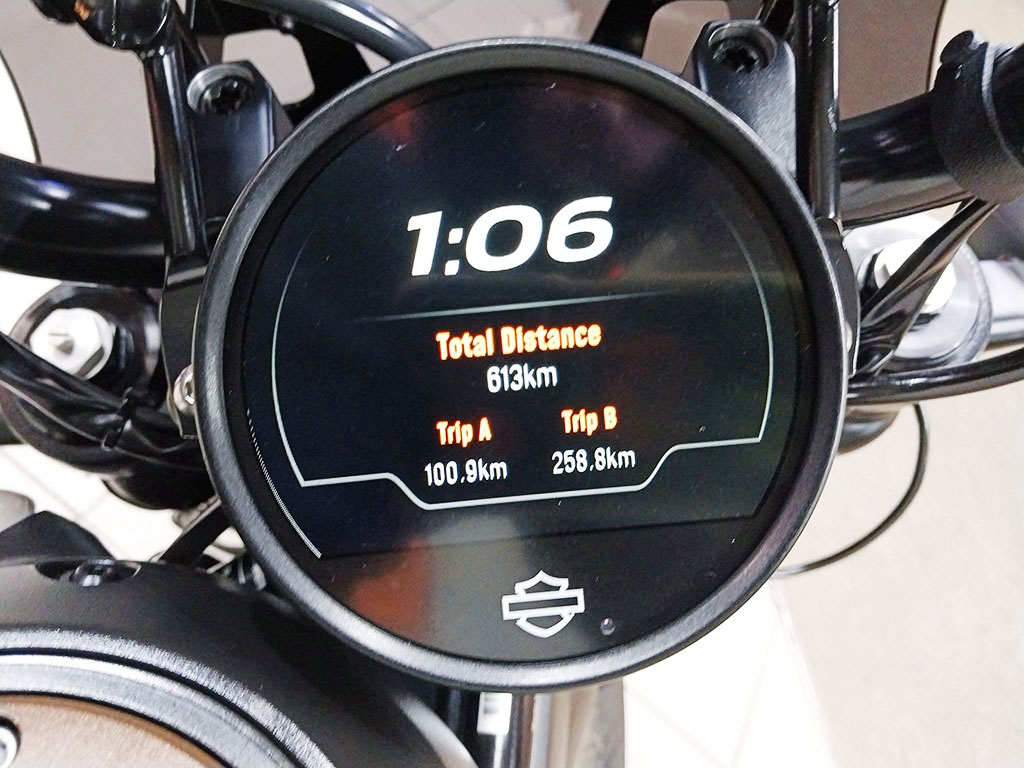 1:06
Total Distance
613km
Trip A Trip B
100.9km 258.8km